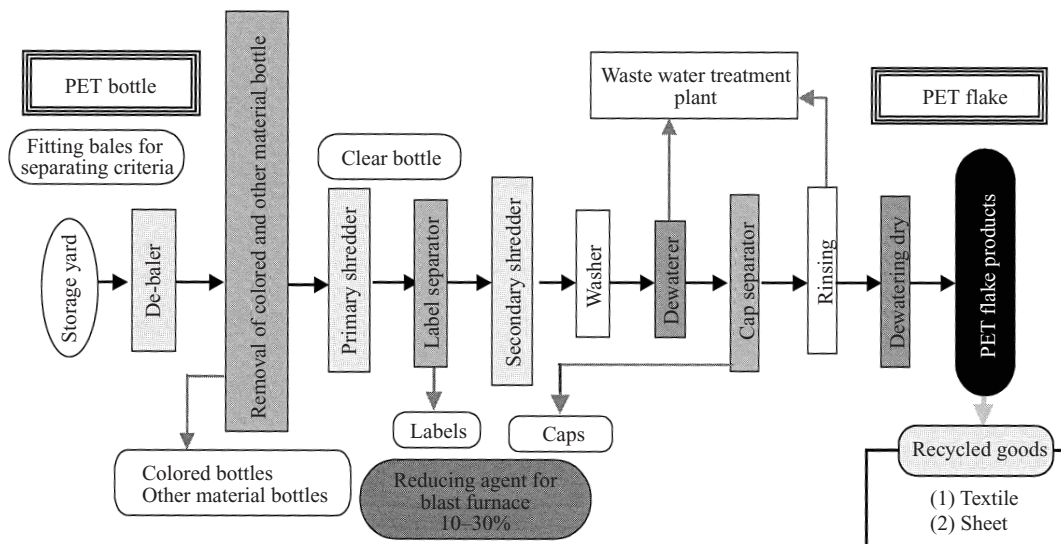 PET bottle
Fitting bales for
separating criteria
Storage yard
De-baler
Removal of colored and other material bottle
Colored bottles
Other material bottles
Clear bottle
Primary shredder
Label separator
Labels
Secondary shredder
Washer
Waste water treatment
plant
Dewaterer
Cap separator
Caps
Reducing agent for
blast furnace
10–30%
Rinsing
Dewatering dry
PET flake
PET flake products
Recycled goods
(1) Textile
(2) Sheet